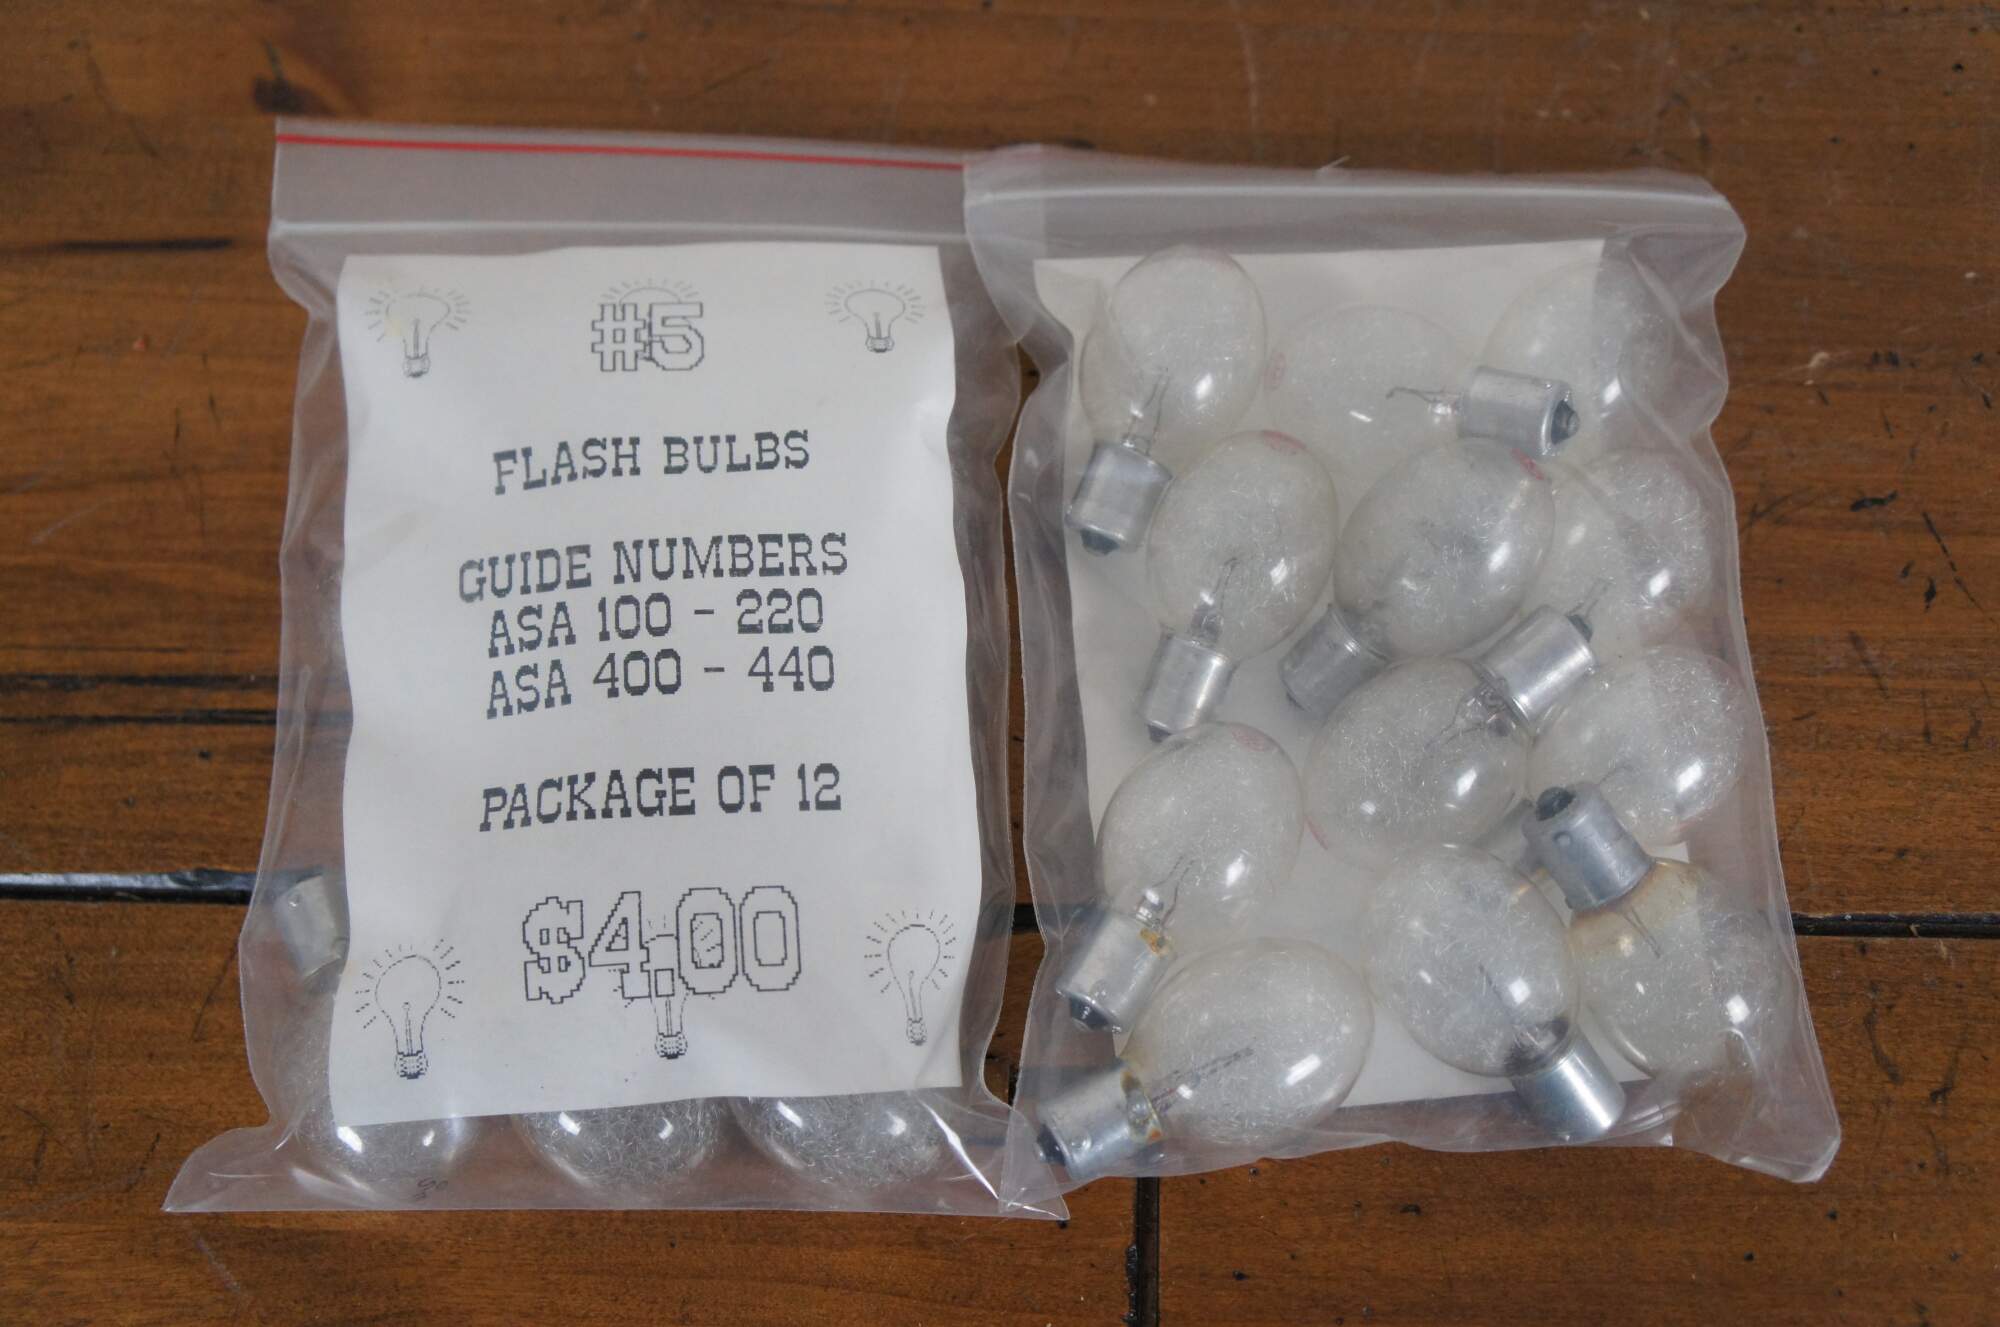 #5
FLASH BULBS
GUIDE NUMBERS
ASA 100 - 220
ASA 400 - 440
PACKAGE OF 12
$4.00